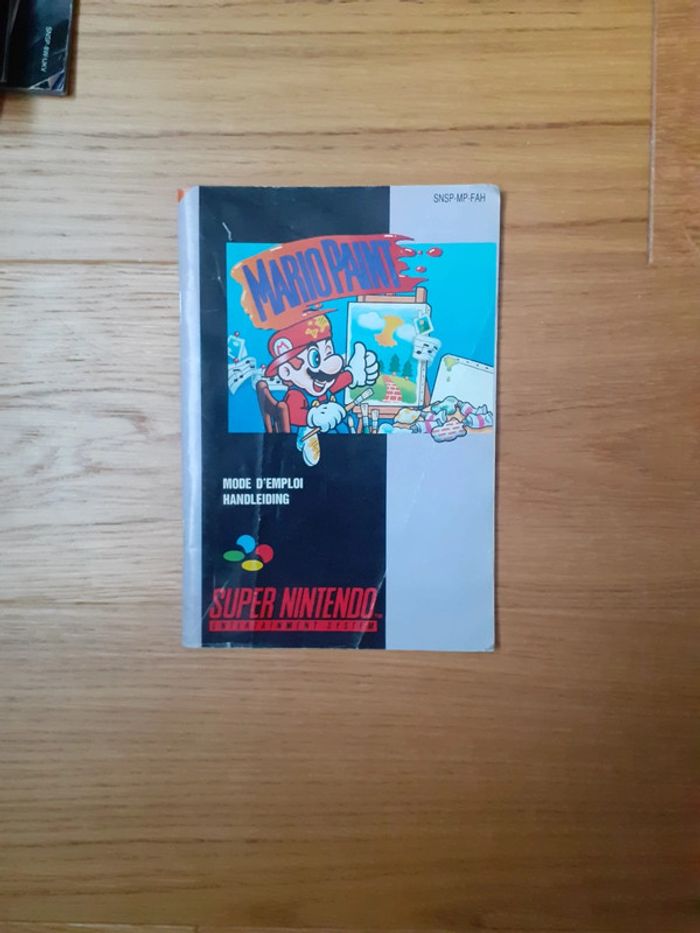 SNSP-MP-FAH
MARIO PAINT
M
MODE D'EMPLOI
HANDLEIDING
SUPER NINTENDO
ENTERTAINMENT SYSTEM